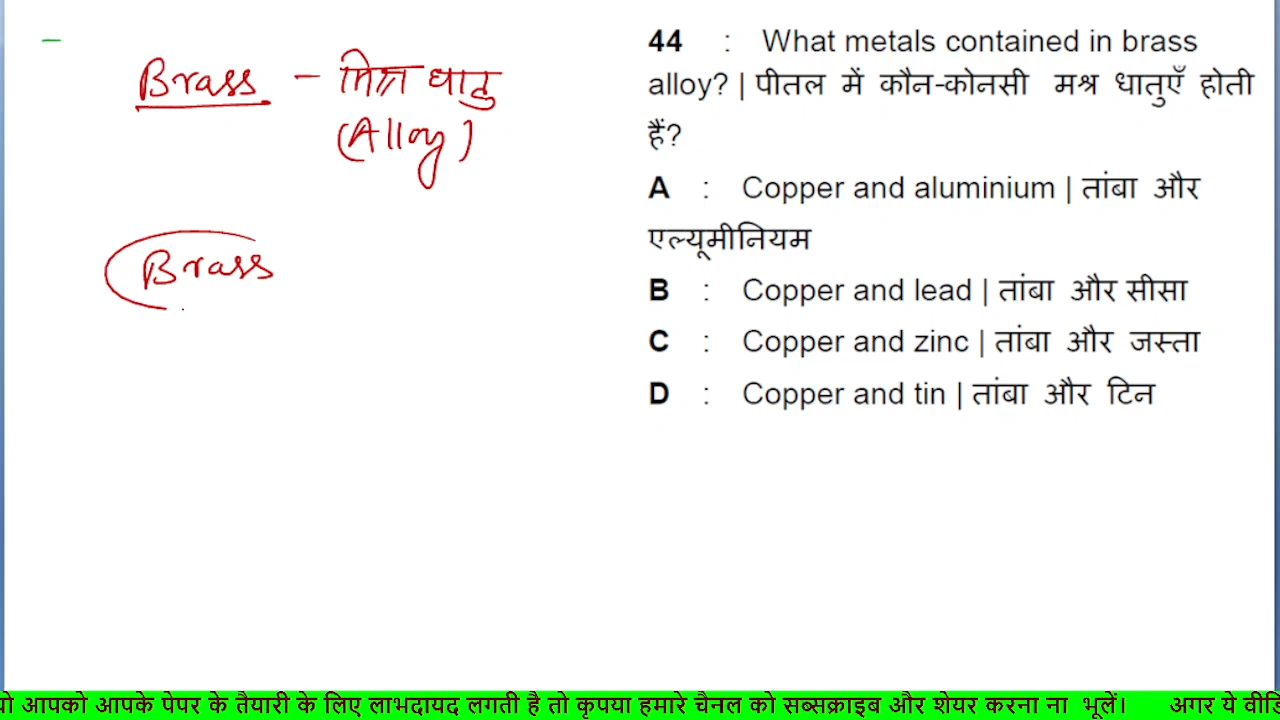 Brass - मिश्र धातु
(Alloy)
Brass
44 : What metals contained in brass
alloy? | पीतल में कौन-कोनसी मश्र धातुएँ होती
हैं?
A : Copper and aluminium | तांबा और
एल्यूमीनियम
B : Copper and lead | तांबा और सीसा
C : Copper and zinc | तांबा और जस्ता
D : Copper and tin | तांबा और टिन
आपको आपके पेपर के तैयारी के लिए लाभदायद लगती है तो कृपया हमारे चैनल को सब्सक्राइब और शेयर करना ना भूलें। अगर ये